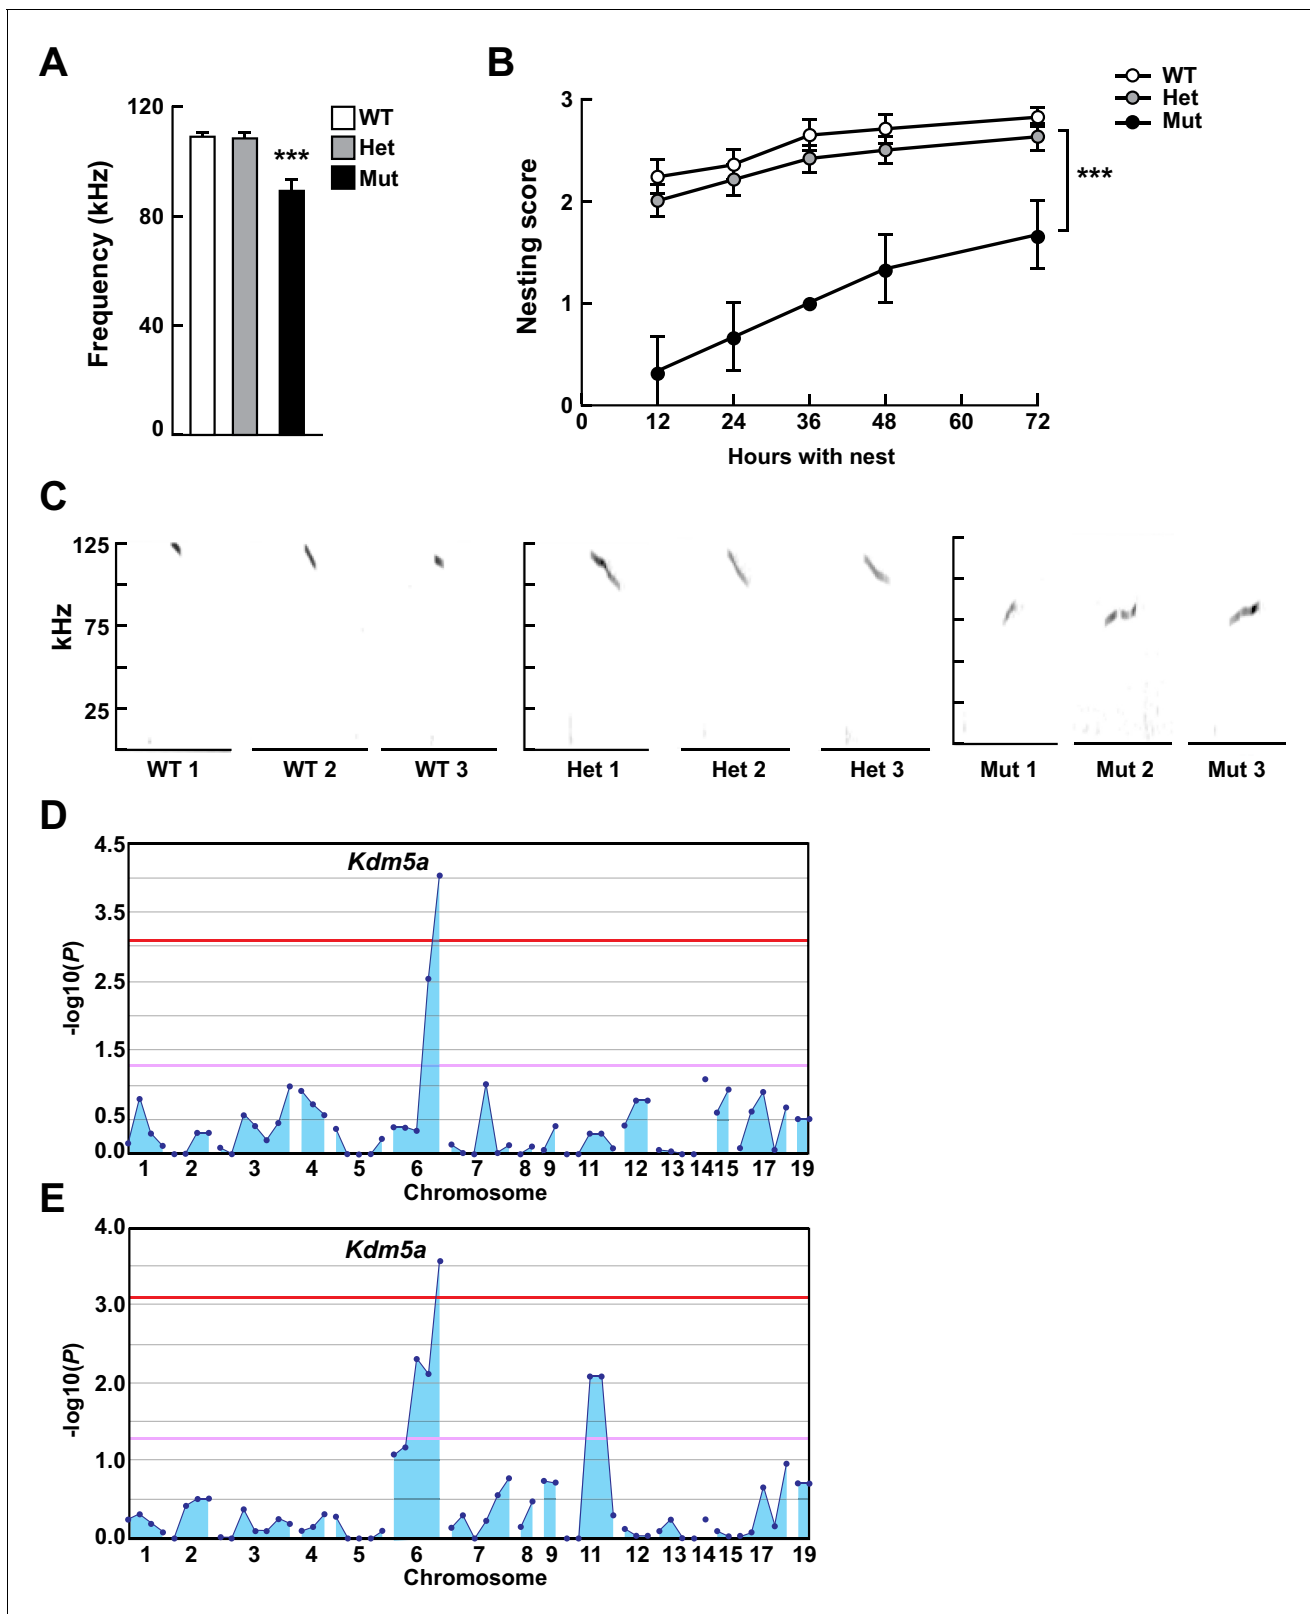 A
120
80
40
0
Frequency (kHz)
***
WT
Het
Mut
B
3
2
1
0
Nesting score
0 12 24 36 48 60 72
Hours with nest
WT
Het
Mut
***
C
125
75
25
kHz
WT 1 WT 2 WT 3 Het 1 Het 2 Het 3 Mut 1 Mut 2 Mut 3
D
4.5
3.5
2.5
1.5
0.5
0.0
-log10(P)
Kdm5a
1 2 3 4 5 6 7 8 9 11 12 13 14 15 17 19
Chromosome
E
4.0
3.0
2.0
1.0
0.0
-log10(P)
Kdm5a
1 2 3 4 5 6 7 8 9 11 12 13 14 15 17 19
Chromosome